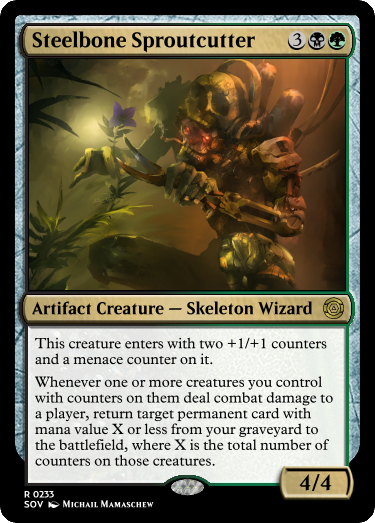 Steelbone Sproutcutter 3
Artifact Creature — Skeleton Wizard
This creature enters with two +1/+1 counters
and a menace counter on it.
Whenever one or more creatures you control
with counters on them deal combat damage to
a player, return target permanent card with
mana value X or less from your graveyard to
the battlefield, where X is the total number of
counters on those creatures.
4/4
R 0233
SOV Michail Mamaschew